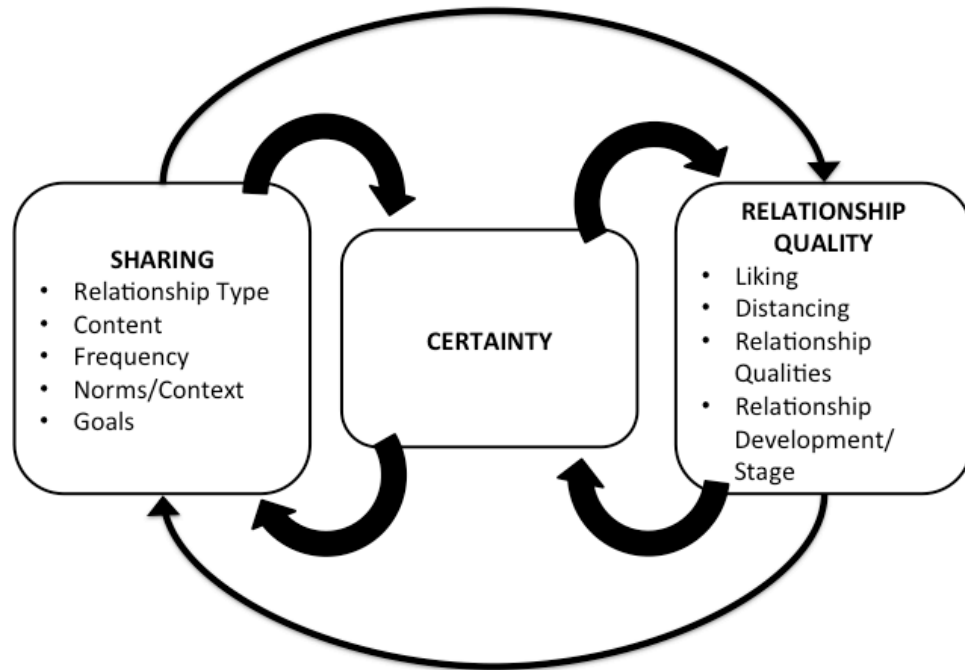 SHARING
• Relationship Type
• Content
• Frequency
• Norms/Context
• Goals
CERTAINTY
RELATIONSHIP
QUALITY
• Liking
• Distancing
• Relationship
Qualities
• Relationship
Development/
Stage